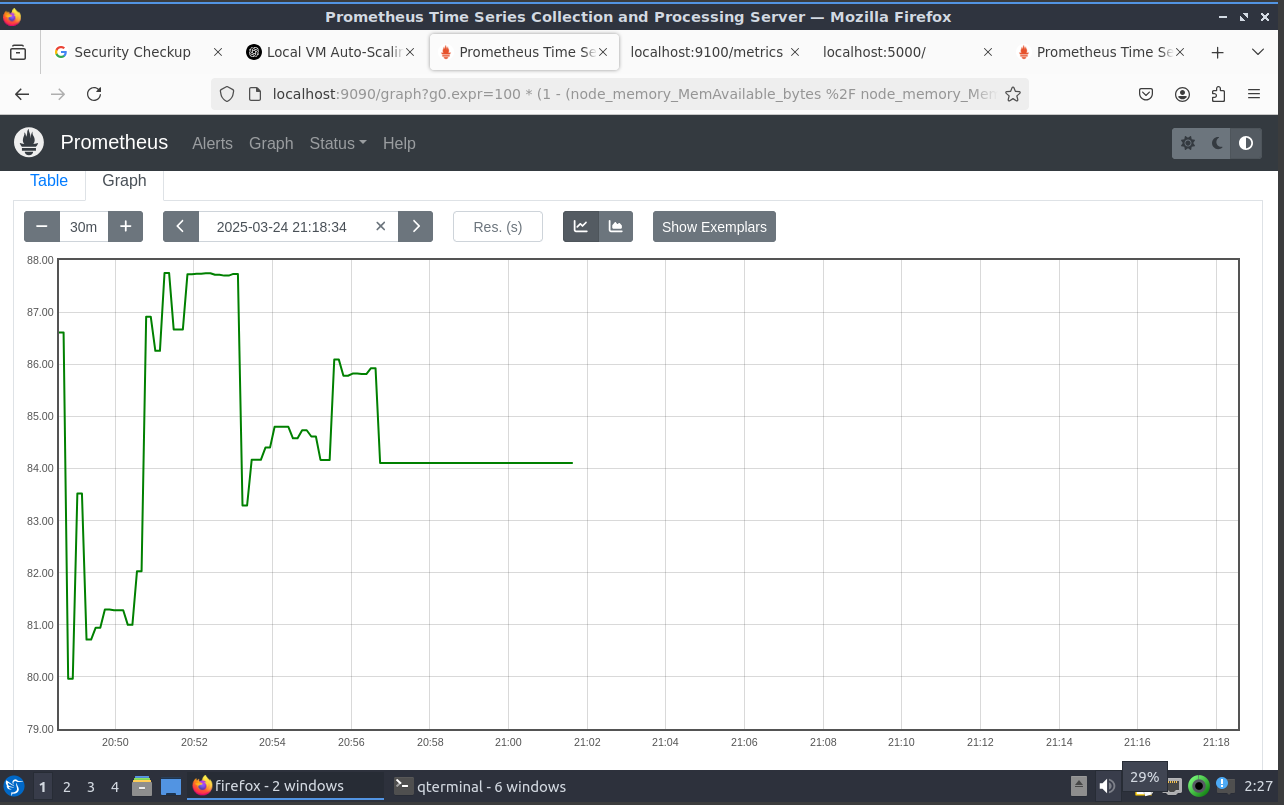 Prometheus Time Series Collection and Processing Server — Mozilla Firefox
Security Checkup
Local VM Auto-Scalin
Prometheus Time Se
localhost:9100/metrics
localhost:5000/
Prometheus Time Se
localhost:9090/graph?g0.expr=100 * (1 - (node_memory_MemAvailable_bytes %2F node_memory_Mem
Prometheus Alerts Graph Status Help
Table Graph
30m
2025-03-24 21:18:34
Res. (s)
Show Exemplars
88.00
87.00
86.00
85.00
84.00
83.00
82.00
81.00
80.00
79.00
20:50 20:52 20:54 20:56 20:58 21:00 21:02 21:04 21:06 21:08 21:10 21:12 21:14 21:16 21:18
1 2 3 4
firefox - 2 windows
qterminal - 6 windows
29%
2:27